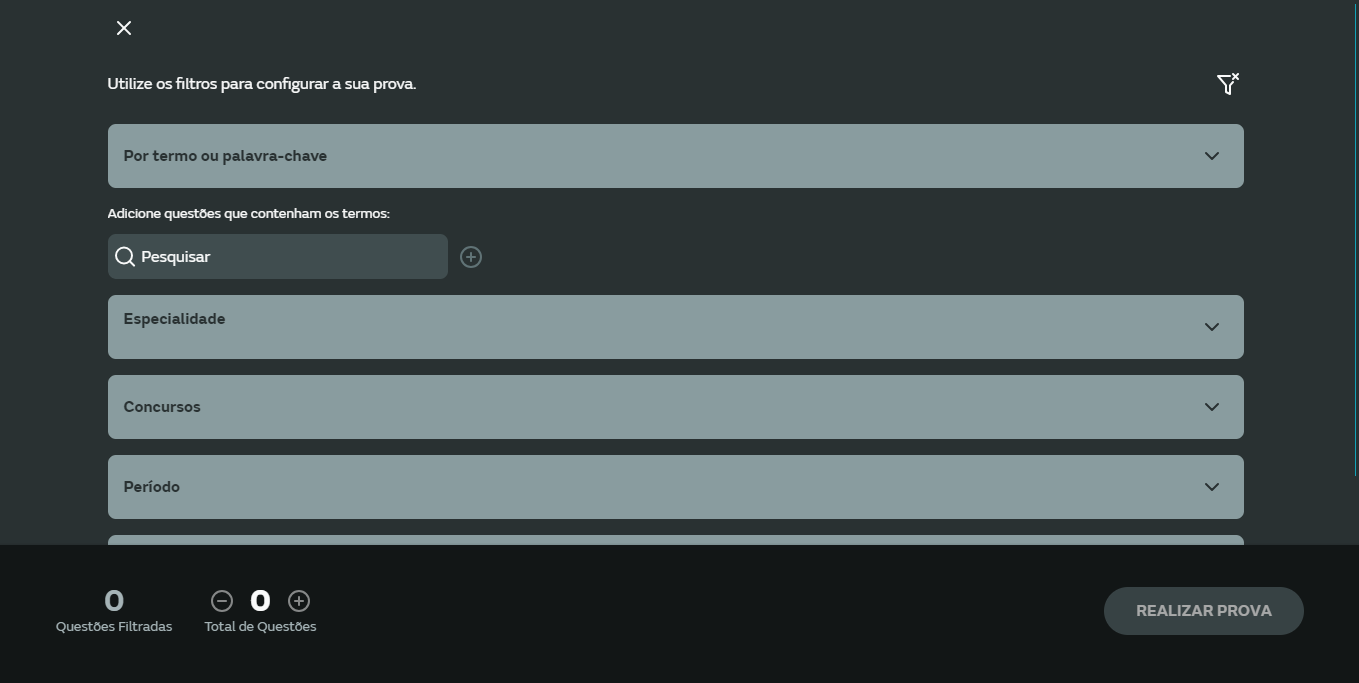 Utilize os filtros para configurar a sua prova.
Por termo ou palavra-chave
Adicione questões que contenham os termos:
Pesquisar
Especialidade
Concursos
Período
0
0
Questões Filtradas
Total de Questões
REALIZAR PROVA